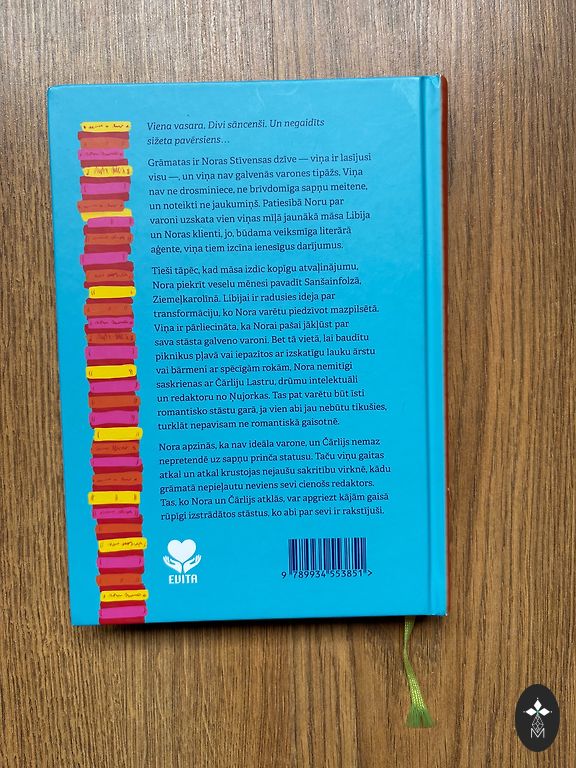 Viena vasara. Divi sāncenši. Un negaidīts
sižeta pavērsiens…
Grāmatas ir Noras Stīvensas dzīve — viņa ir lasījusi
visu —, un viņa nav galvenās varones tipāžs. Viņa
nav ne drosminiece, ne brīvdomīga sapņu meitene,
un noteikti ne jaukumiņš. Patiesībā Noru par
varoni uzskata vien viņas mīļā jaunākā māsa Libija
un Noras klienti, jo, būdama veiksmīga literārā
aģente, viņa tiem izcīna ienesīgus darījumus.
Tieši tāpēc, kad māsa izdīc kopīgu atvaļinājumu,
Nora piekrīt veselu mēnesi pavadīt Sanšainfolzā,
Ziemeļkarolīnā. Libijai ir radusies ideja par
transformāciju, ko Nora varētu piedzīvot mazpilsētā.
Viņa ir pārliecināta, ka Norai pašai jākļūst par
sava stāsta galveno varoni. Bet tā vietā, lai baudītu
piknikus pļavā vai iepazītos ar izskatīgu lauku ārstu
vai bārmeni ar spēcīgām rokām, Nora nemitīgi
saskrienas ar Čārliju Lastru, drūmu intelektuāli
un redaktoru no Ņujorkas. Tas pat varētu būt īsti
romantisko stāstu garā, ja vien abi jau nebūtu tikušies,
turklāt nepavisam ne romantiskā gaisotnē.
Nora apzinās, ka nav ideāla varone, un Čārlijs nemaz
nepretendē uz sapņu prinča statusu. Taču viņu gaitas
atkal un atkal krustojas nejaušu sakritību virknē, kādu
grāmatā nepieļautu neviens sevi cienošs redaktors.
Tas, ko Nora un Čārlijs atklās, var apgriezt kājām gaisā
rūpīgi izstrādātos stāstus, ko abi par sevi ir rakstījuši.
EVITA
9 789934 553851 >
M